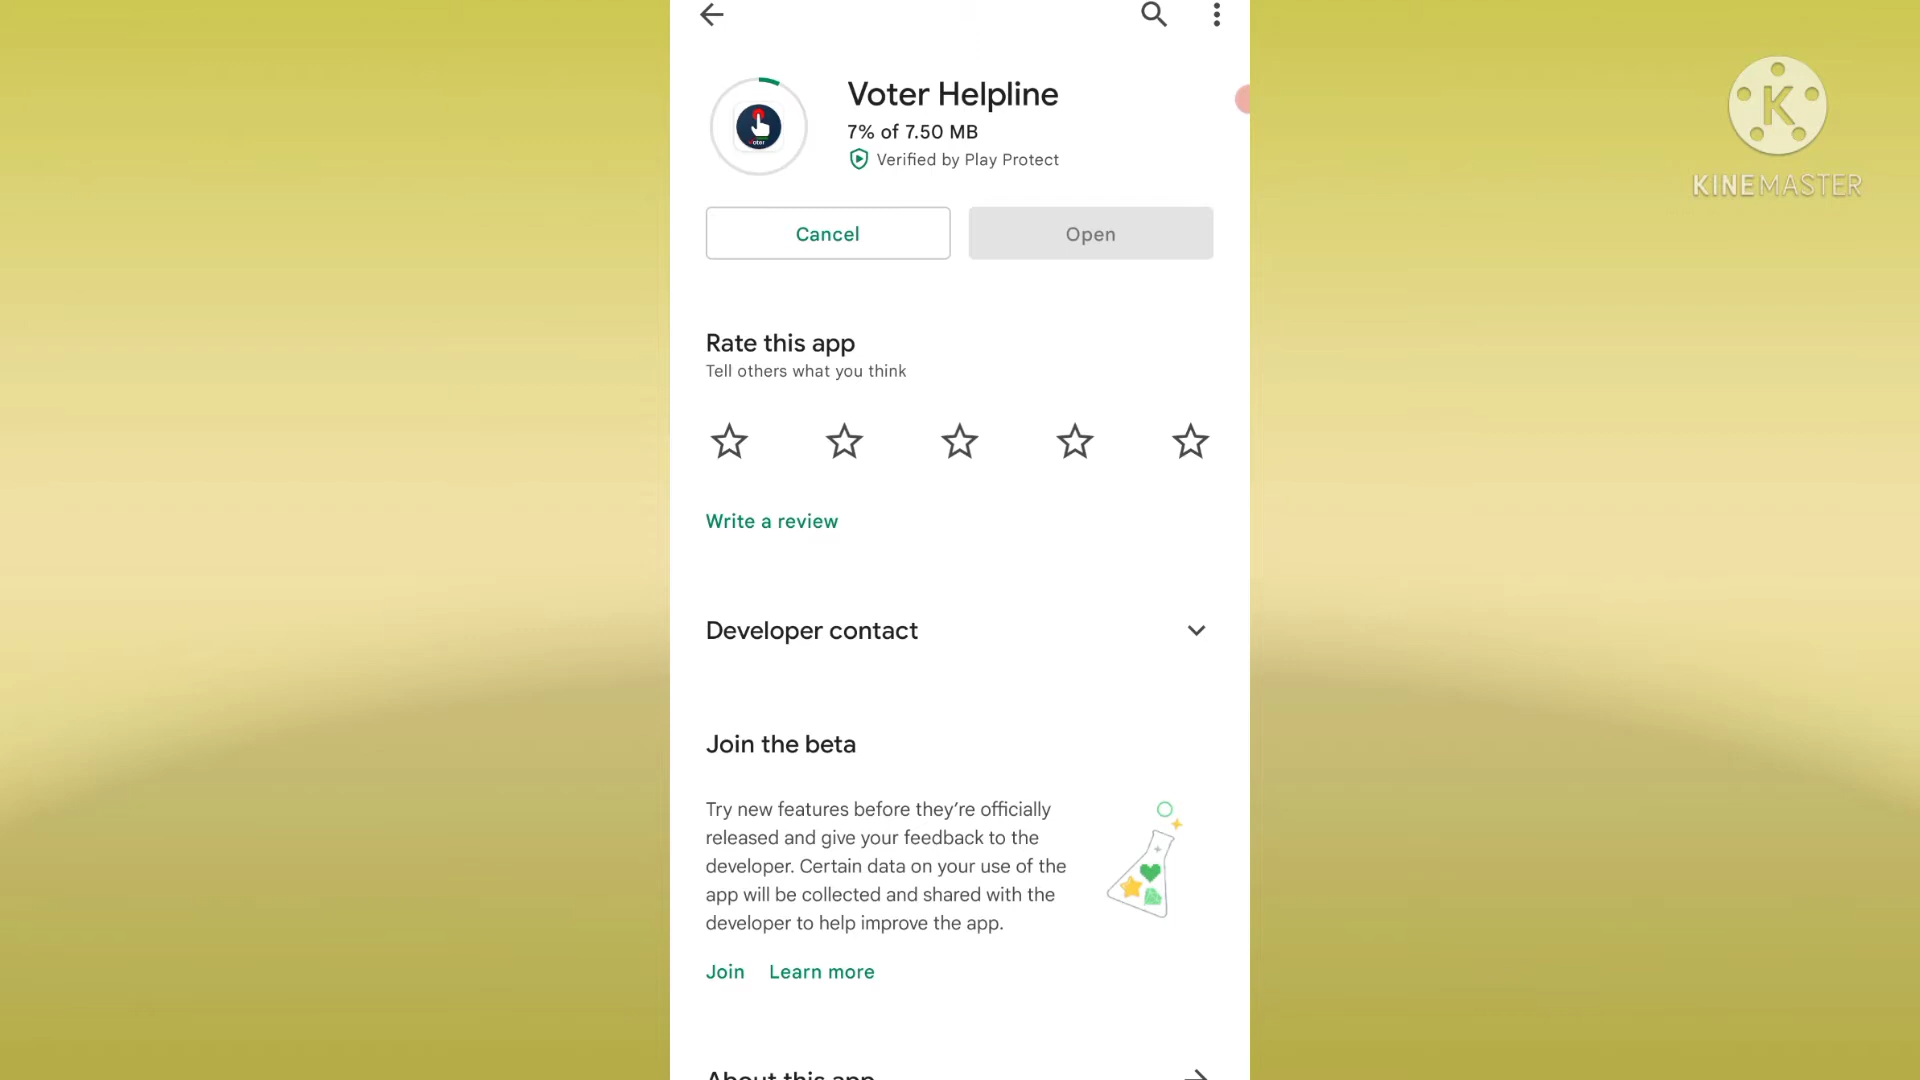 Voter Helpline
7% of 7.50 MB
Verified by Play Protect
Cancel
Open
Rate this app
Tell others what you think
Write a review
Developer contact
Join the beta
Try new features before they're officially
released and give your feedback to the
developer. Certain data on your use of the
app will be collected and shared with the
developer to help improve the app.
Join Learn more
About this app
K
KINEMASTER